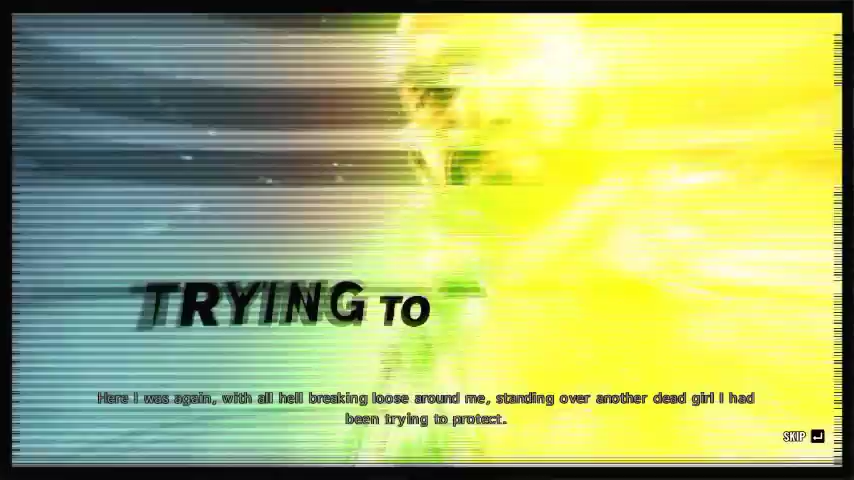 TRYING TO
Here I was again, with all hell breaking loose around me, standing over another dead girl I had
been trying to protect.
SKIP